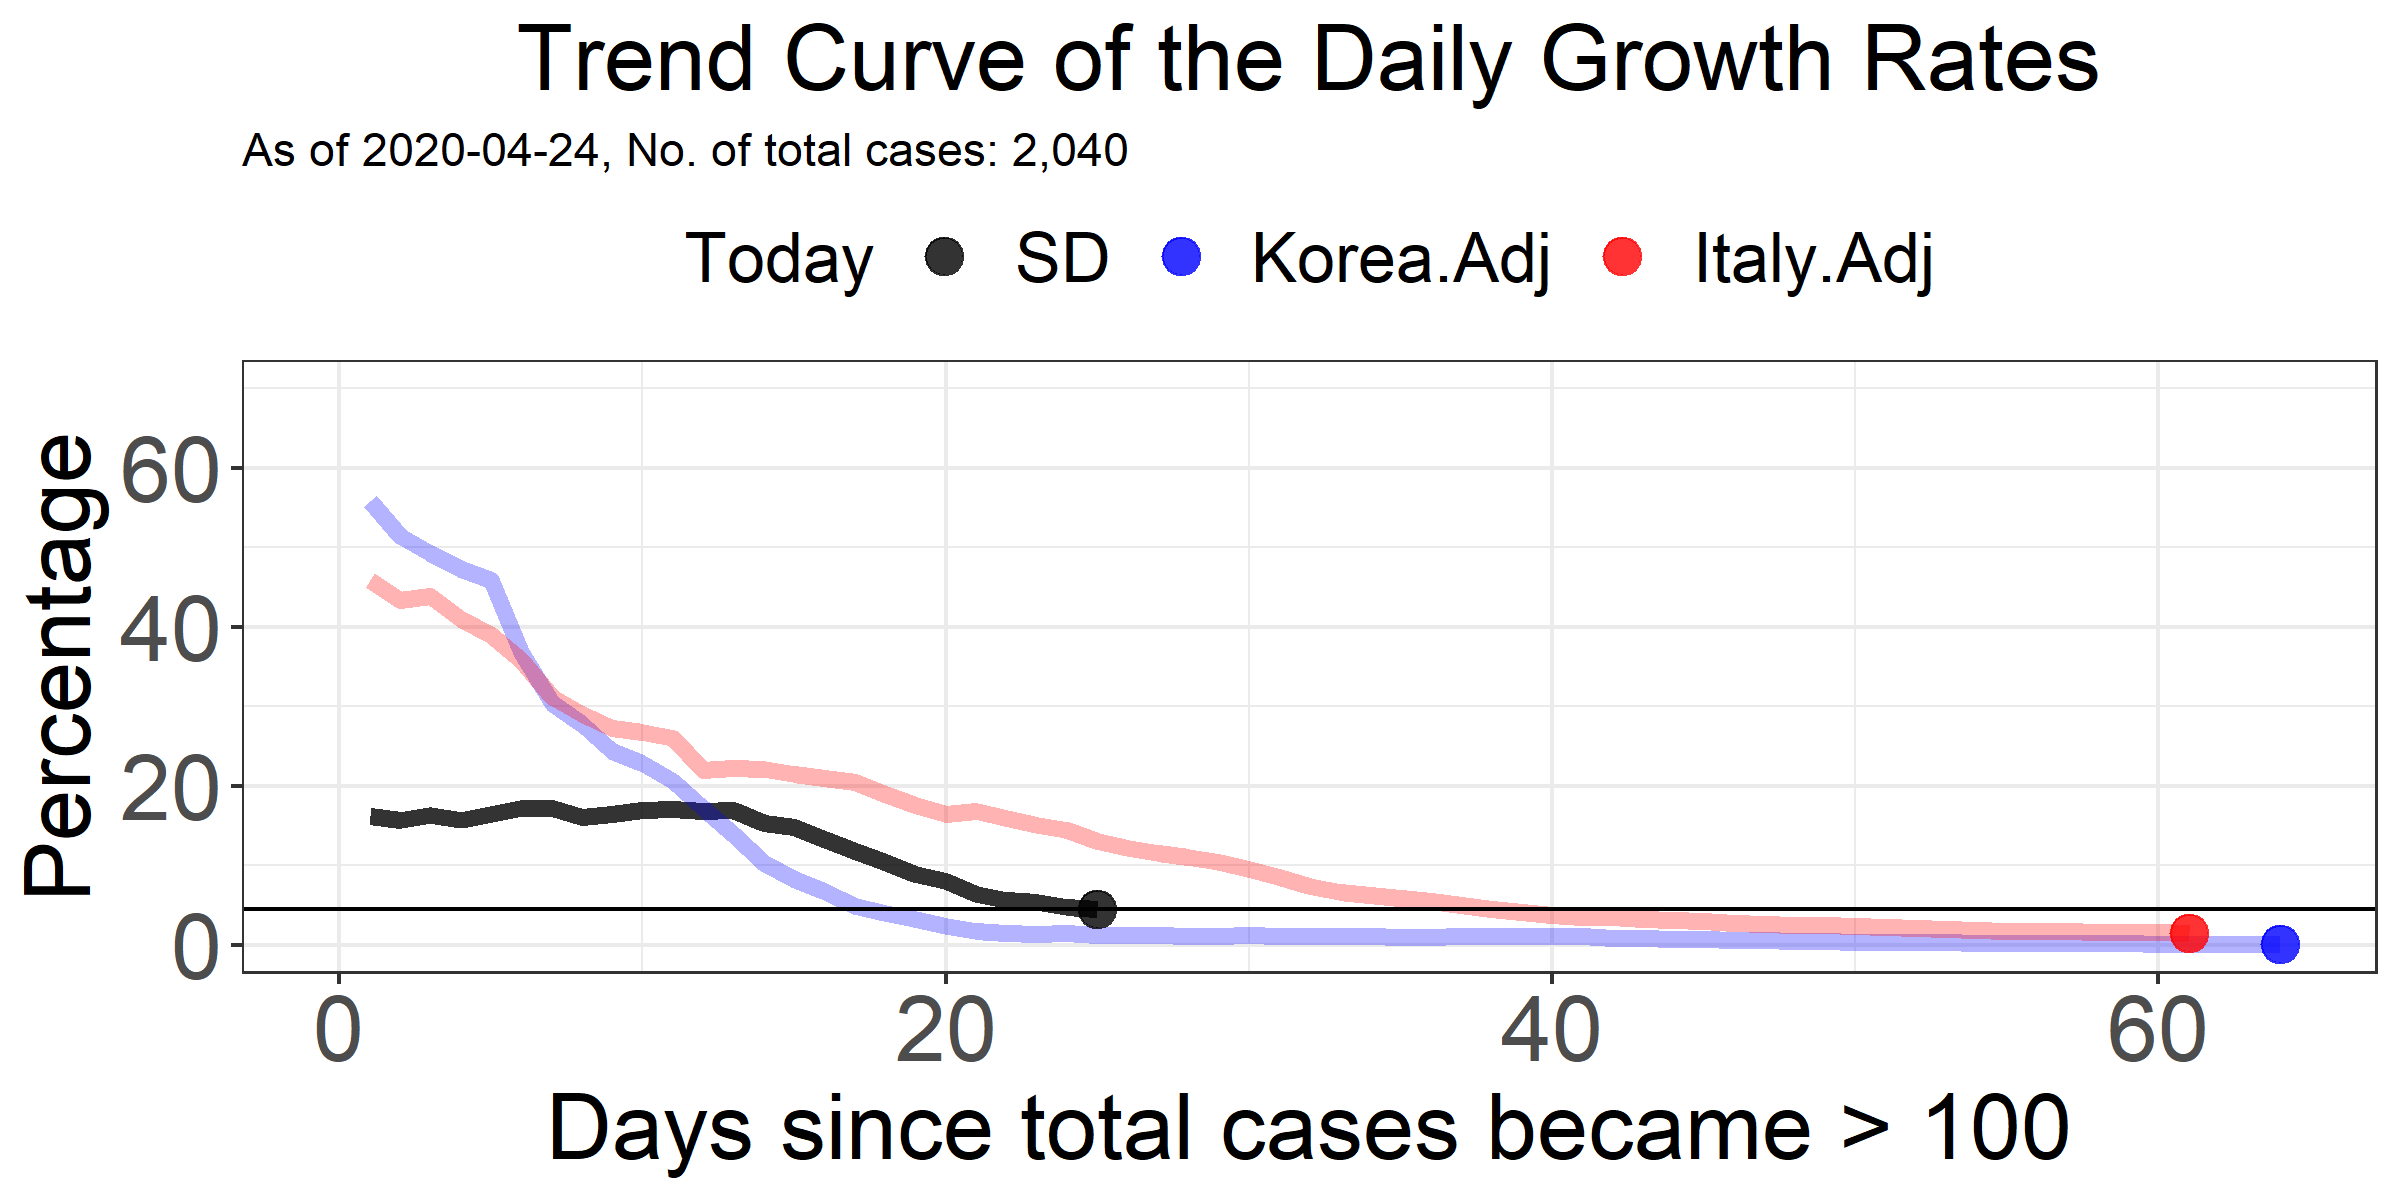 Trend Curve of the Daily Growth Rates
As of 2020-04-24, No. of total cases: 2,040
Today SD Korea.Adj Italy.Adj
Percentage
60
40
20
0
0 20 40 60
Days since total cases became > 100